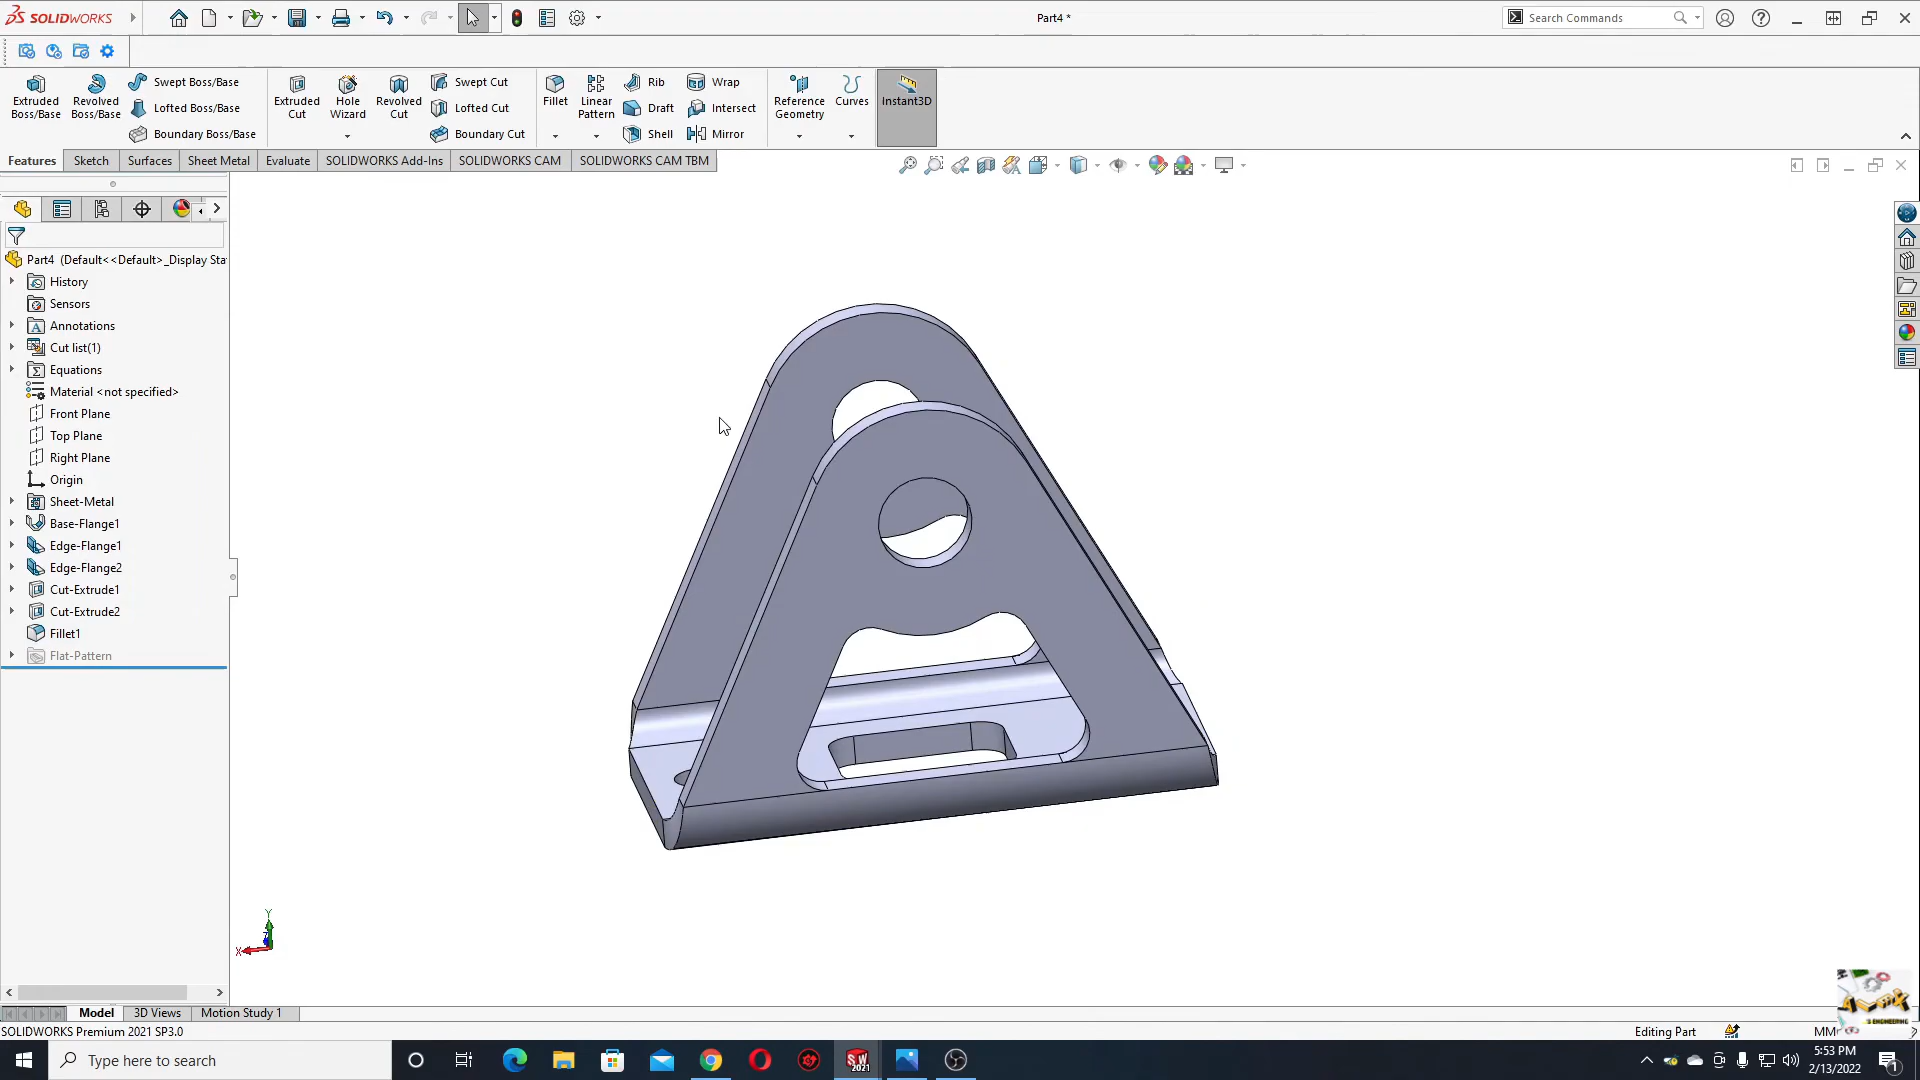 SOLIDWORKS
Part4 *
Search Commands
Extruded Boss/Base
Revolved Boss/Base
Swept Boss/Base
Lofted Boss/Base
Boundary Boss/Base
Extruded Cut
Hole Wizard
Revolved Cut
Swept Cut
Lofted Cut
Boundary Cut
Fillet
Linear Pattern
Rib
Draft
Shell
Wrap
Intersect
Mirror
Reference Geometry
Curves
Instant3D
Features
Sketch
Surfaces
Sheet Metal
Evaluate
SOLIDWORKS Add-Ins
SOLIDWORKS CAM
SOLIDWORKS CAM TBM
Part4 (Default<<Default>_Display Sta
History
Sensors
Annotations
Cut list(1)
Equations
Material <not specified>
Front Plane
Top Plane
Right Plane
Origin
Sheet-Metal
Base-Flange1
Edge-Flange1
Edge-Flange2
Cut-Extrude1
Cut-Extrude2
Fillet1
Flat-Pattern
Y
X
Z
Model
3D Views
Motion Study 1
SOLIDWORKS Premium 2021 SP3.0
Editing Part
Type here to search
5:53 PM
2/13/2022